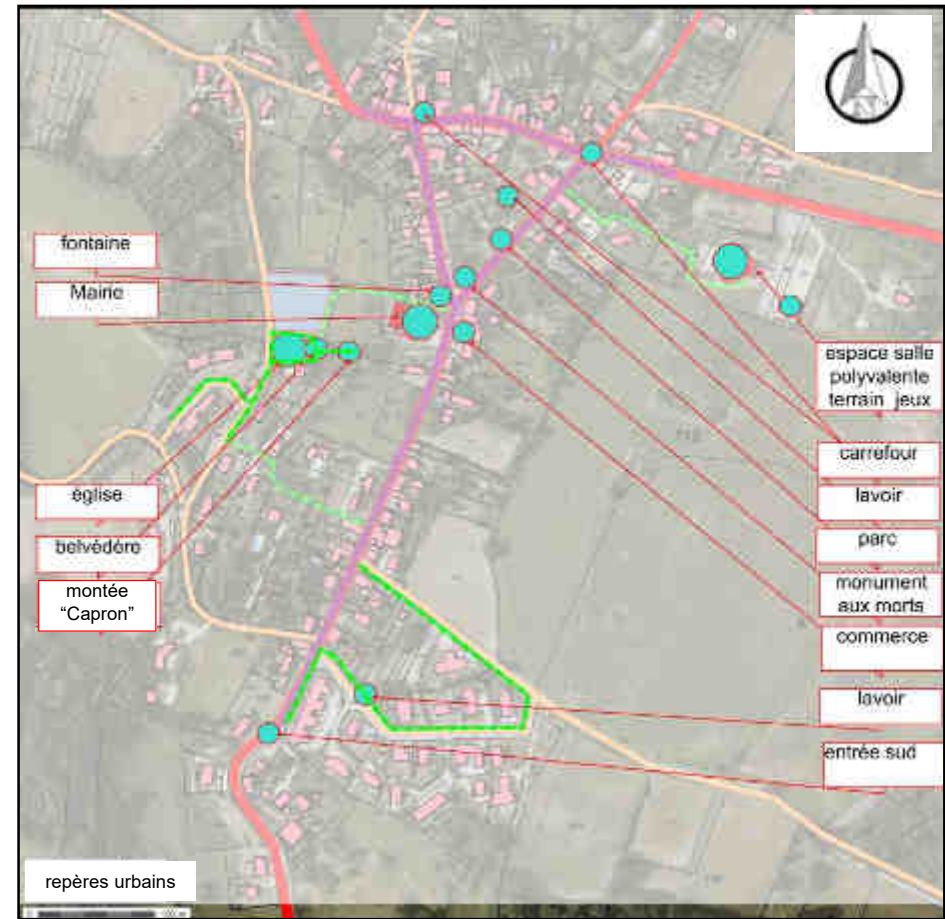 fontaine
Mairie
espace salle
polyvalente
terrain jeux
carrefour
lavoir
parc
monument
aux morts
commerce
lavoir
entrée sud
église
belvédère
montée
“Capron”
repères urbains